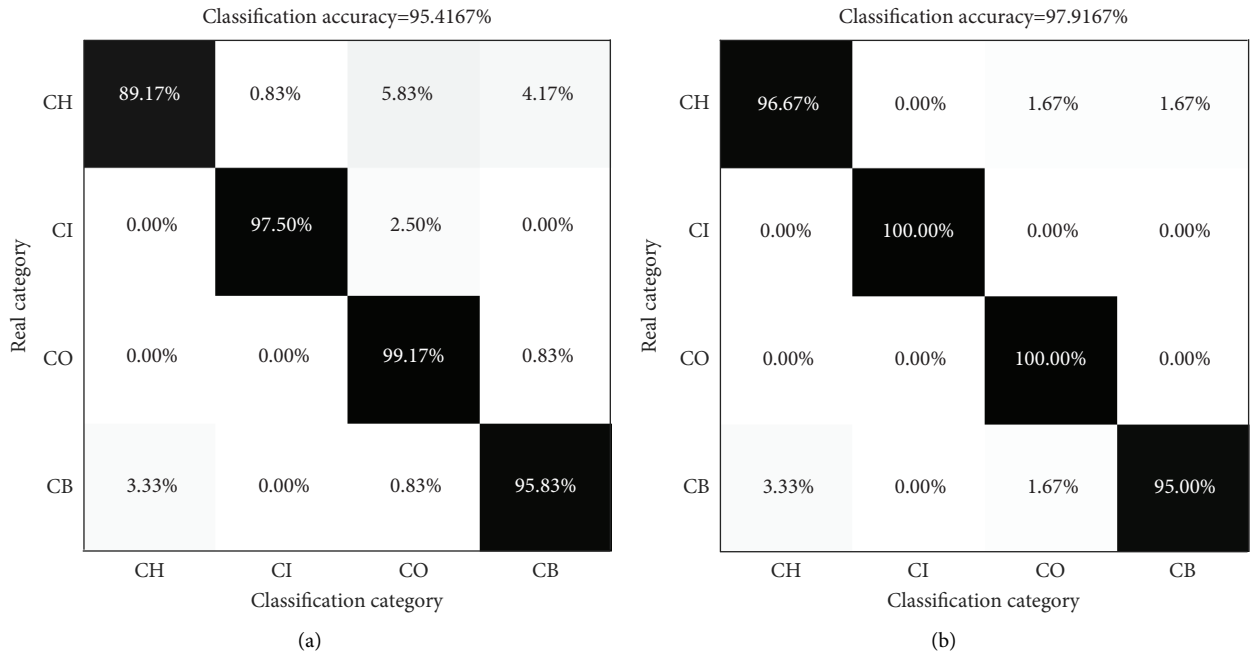 Classification accuracy=95.4167%
CH 89.17% 0.83% 5.83% 4.17%
CI 0.00% 97.50% 2.50% 0.00%
CO 0.00% 0.00% 99.17% 0.83%
CB 3.33% 0.00% 0.83% 95.83%
Real category
CH CI CO CB
Classification category
(a)
Classification accuracy=97.9167%
CH 96.67% 0.00% 1.67% 1.67%
CI 0.00% 100.00% 0.00% 0.00%
CO 0.00% 0.00% 100.00% 0.00%
CB 3.33% 0.00% 1.67% 95.00%
Real category
CH CI CO CB
Classification category
(b)